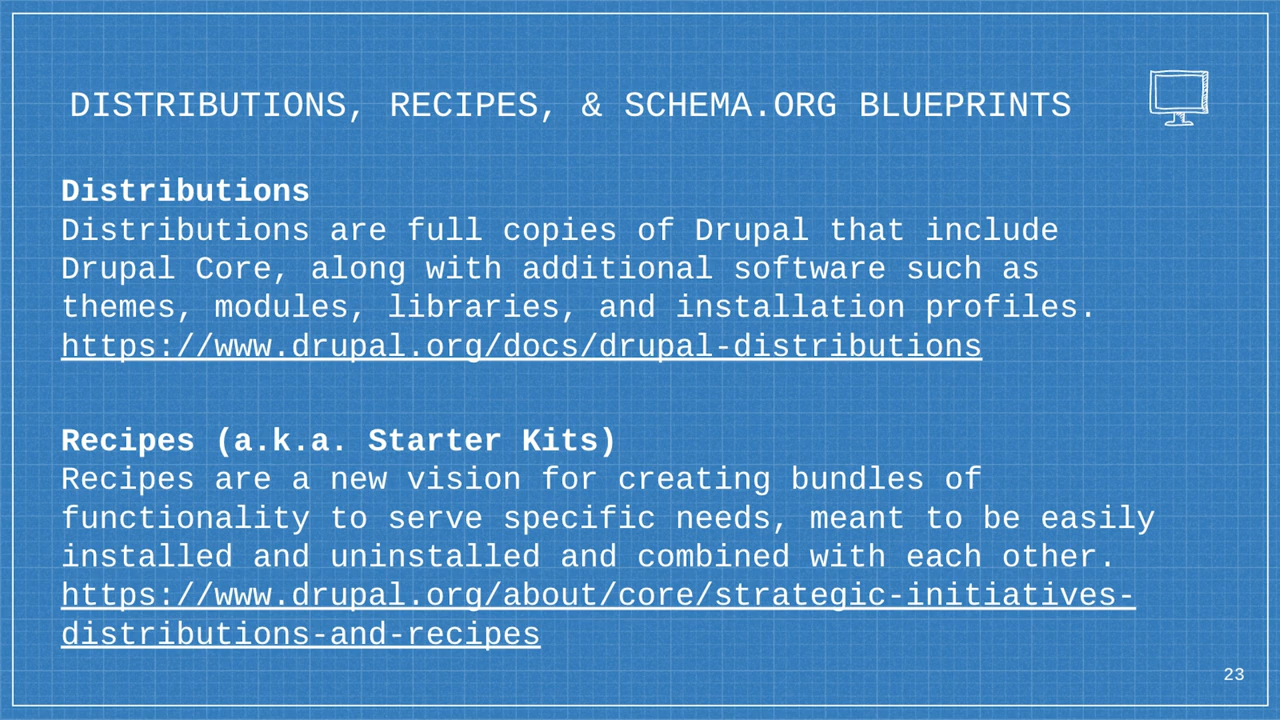 DISTRIBUTIONS, RECIPES, & SCHEMA.ORG BLUEPRINTS
Distributions
Distributions are full copies of Drupal that include
Drupal Core, along with additional software such as
themes, modules, libraries, and installation profiles.
https://www.drupal.org/docs/drupal-distributions
Recipes (a.k.a. Starter Kits)
Recipes are a new vision for creating bundles of
functionality to serve specific needs, meant to be easily
installed and uninstalled and combined with each other.
https://www.drupal.org/about/core/strategic-initiatives-
distributions-and-recipes
23